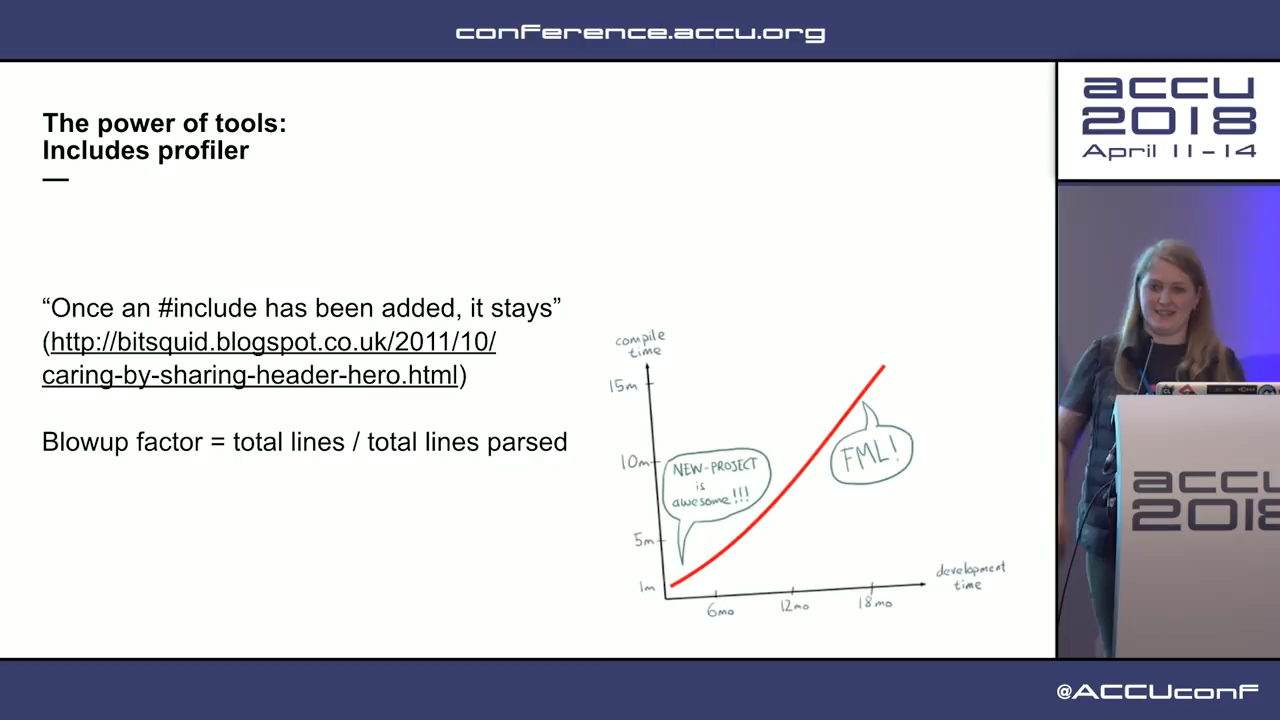 conference.accu.org
accu
2018
April 11-14
The power of tools:
Includes profiler
“Once an #include has been added, it stays”
(http://bitsquid.blogspot.co.uk/2011/10/
caring-by-sharing-header-hero.html)
Blowup factor = total lines / total lines parsed
compile
time
15m
10m
5m
1m
NEW-PROJECT
is
awesome!!!
FML!
development
time
6mo
12mo
18mo
accu
2018
@ACCUconf